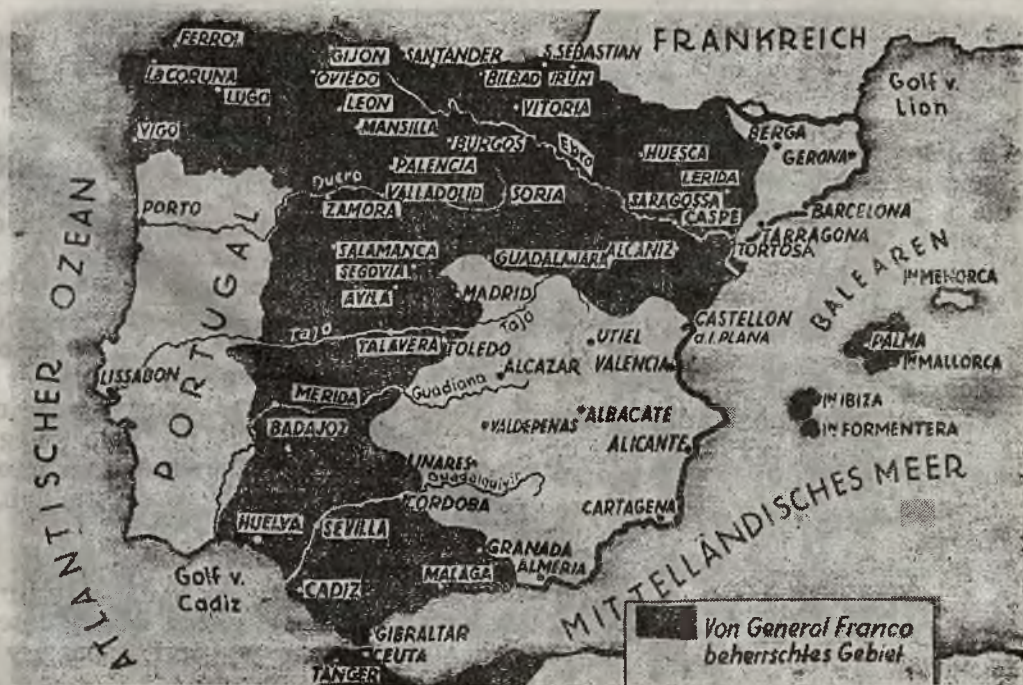 FRANKREICH
FERROL
GIJON
SANTANDER
S.SEBASTIAN
LA CORUNA
OVIEDO
BILBAO
IRUN
Golf v.
Lion
LUGO
LEON
VITORIA
VIGO
MANSILLA
BURGOS
Ebro
BERGA
HUESCA
GERONA
PALENCIA
LERIDA
Duero
VALLADOLID
SORIA
ZAMORA
SARAGOSSA
CASPE
PORTO
BARCELONA
TARRAGONA
TORTOSA
SALAMANCA
GUADALAJARA
ALCANIZ
SEGOVIA
AVILA
MADRID
BALEAREN
In MENORCA
PORTUGAL
ATLANTISCHER OZEAN
Tajo
Tajo
CASTELLON
d.l.PLANA
UTIEL
PALMA
In MALLORCA
TALAVERA
TOLEDO
ALCAZAR
VALENCIA
LISSABON
MERIDA
Guadiana
In IBIZA
BADAJOZ
VALDEPEÑAS
ALBACATE
In FORMENTERA
ALICANTE
LINARES
Guadalquivir
CORDOBA
CARTAGENA
MITTELLÄNDISCHES MEER
HUELVA
SEVILLA
GRANADA
ALMERIA
Golf v.
Cadiz
CADIZ
MALAGA
GIBRALTAR
CEUTA
TANGER
Von General Franco
beherrschtes Gebiet